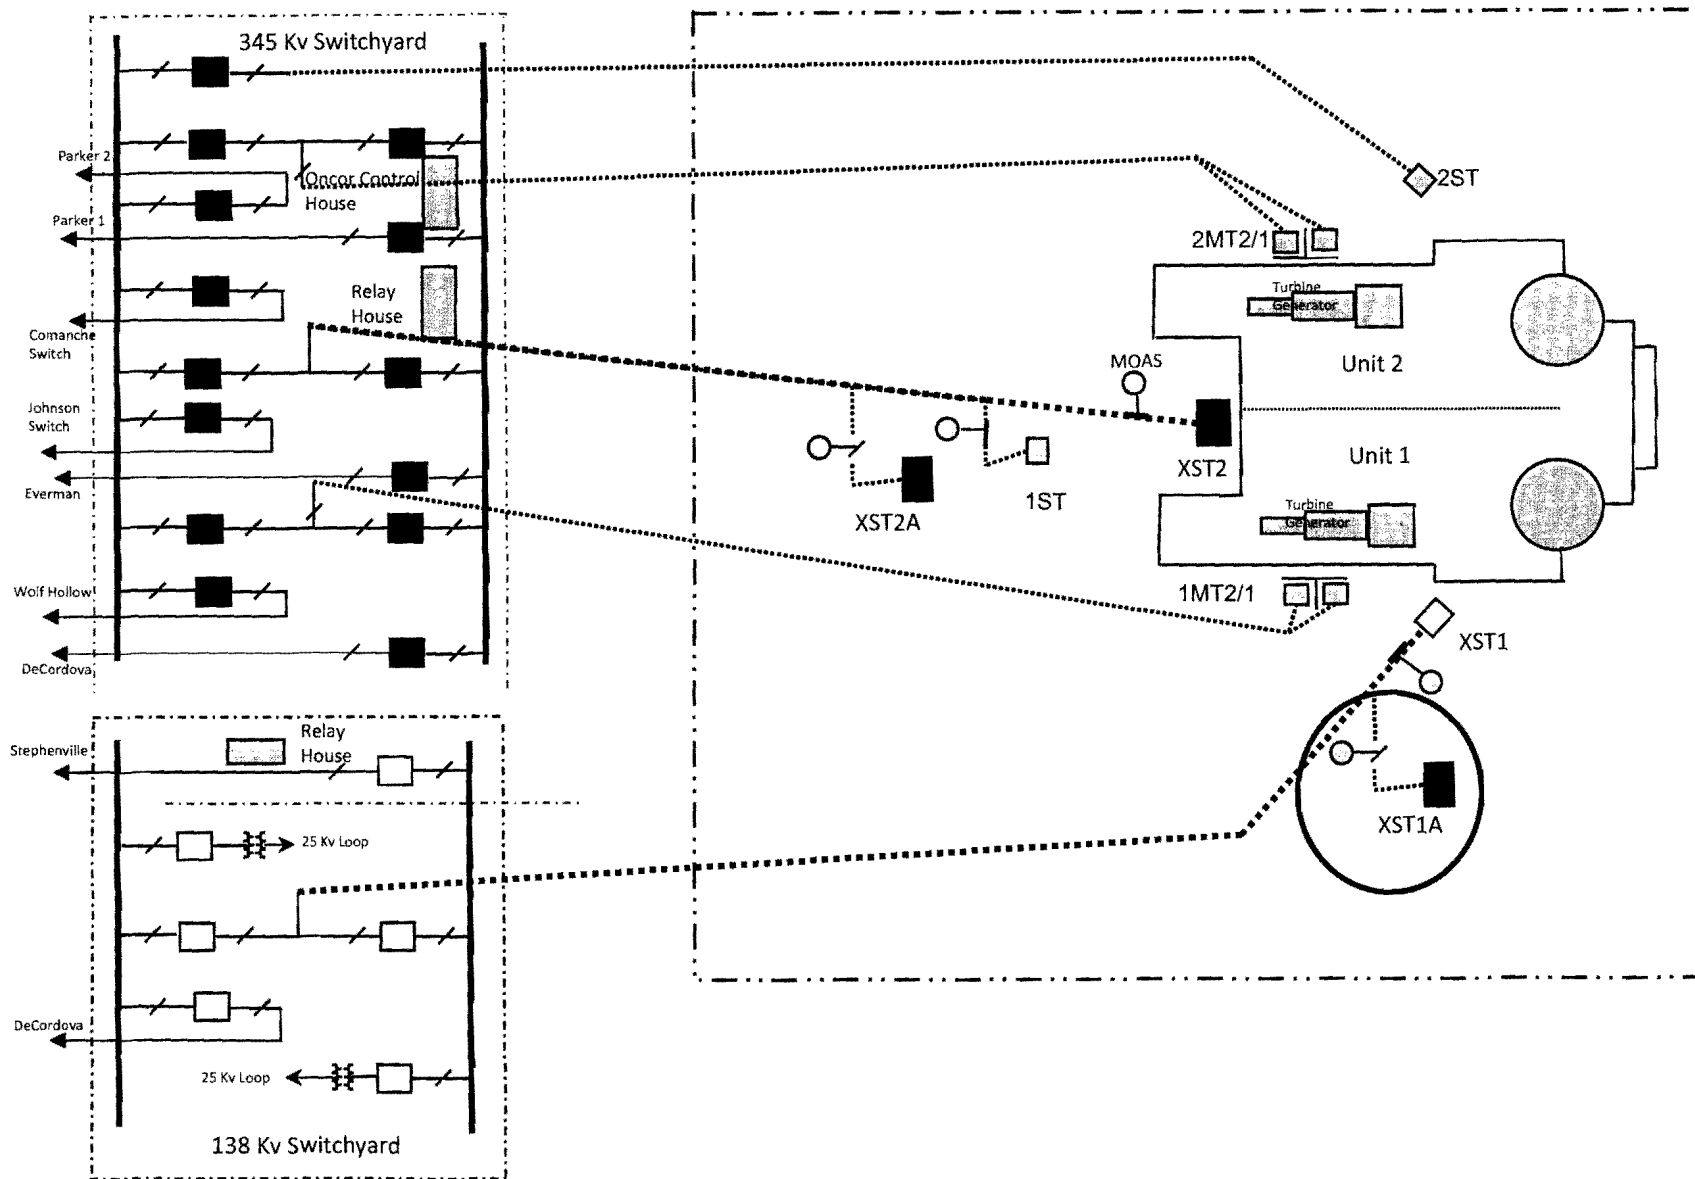 345 Kv Switchyard
Parker 2
Oncor Control
House
2ST
Parker 1
2MT2/1
Relay
House
Turbine
Generator
Comanche
Switch
MOAS
Unit 2
Johnson
Switch
XST2
Unit 1
Everman
1ST
XST2A
Turbine
Generator
Wolf Hollow
1MT2/1
XST1
DeCordova
Stephenville
Relay
House
XST1A
25 Kv Loop
DeCordova
25 Kv Loop
138 Kv Switchyard